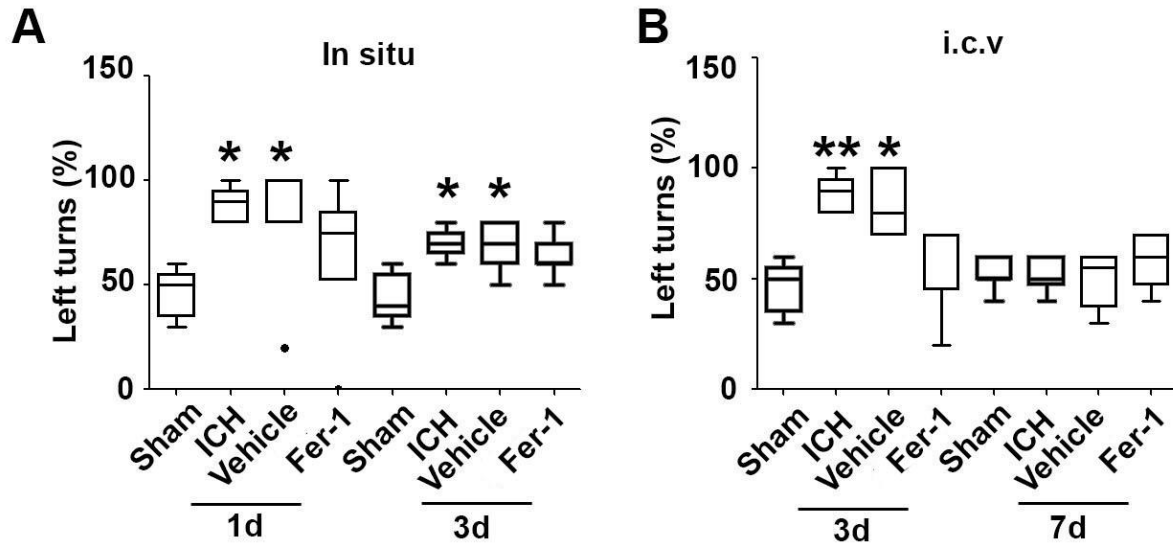 A
In situ
Left turns (%)
150
100
50
0
* * * *
Sham ICH Vehicle Fer-1 Sham ICH Vehicle Fer-1
1d 3d
B
i.c.v
Left turns (%)
150
100
50
0
** *
Sham ICH Vehicle Fer-1 Sham ICH Vehicle Fer-1
3d 7d